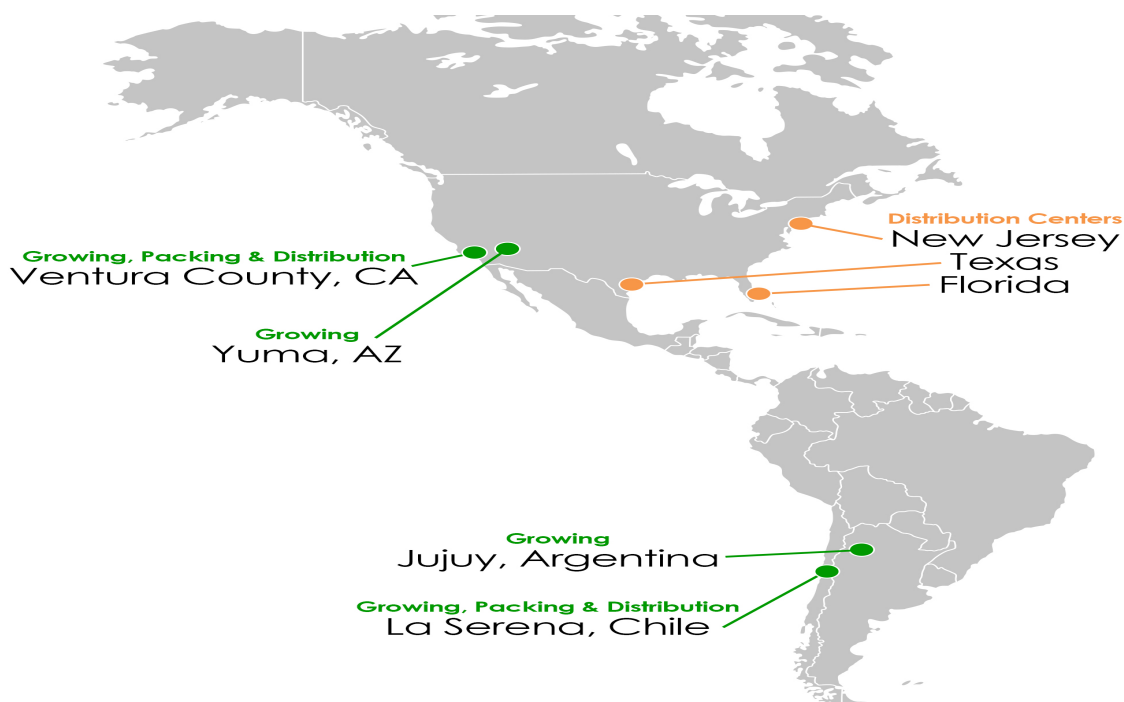 Distribution Centers
New Jersey
Texas
Florida
Growing, Packing & Distribution
Ventura County, CA
Growing
Yuma, AZ
Growing
Jujuy, Argentina
Growing, Packing & Distribution
La Serena, Chile